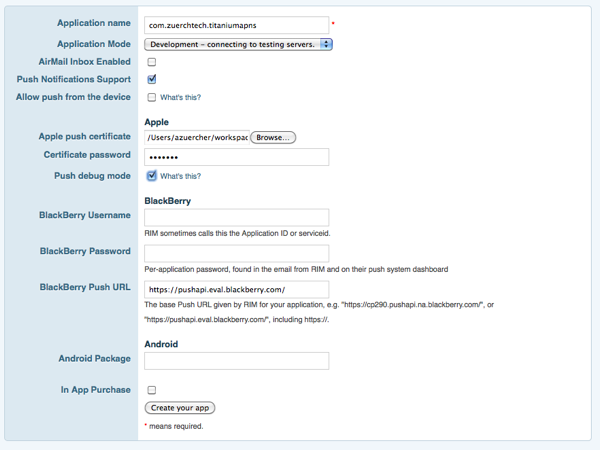 Application name com.zuerchtech.titaniumapns *
Application Mode Development – connecting to testing servers.
AirMail Inbox Enabled
Push Notifications Support
Allow push from the device What's this?
Apple
Apple push certificate /Users/azuercher/workspac Browse...
Certificate password •••••••
Push debug mode What's this?
BlackBerry
BlackBerry Username
RIM sometimes calls this the Application ID or serviceid.
BlackBerry Password
Per-application password, found in the email from RIM and on their push system dashboard
BlackBerry Push URL https://pushapi.eval.blackberry.com/
The base Push URL given by RIM for your application, e.g. "https://cp290.pushapi.na.blackberry.com/", or
"https://pushapi.eval.blackberry.com/", including https://.
Android
Android Package
In App Purchase
Create your app
* means required.